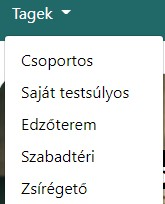 Tagek
Csoportos
Saját testsúlyos
Edzőterem
Szabadtéri
Zsírégető